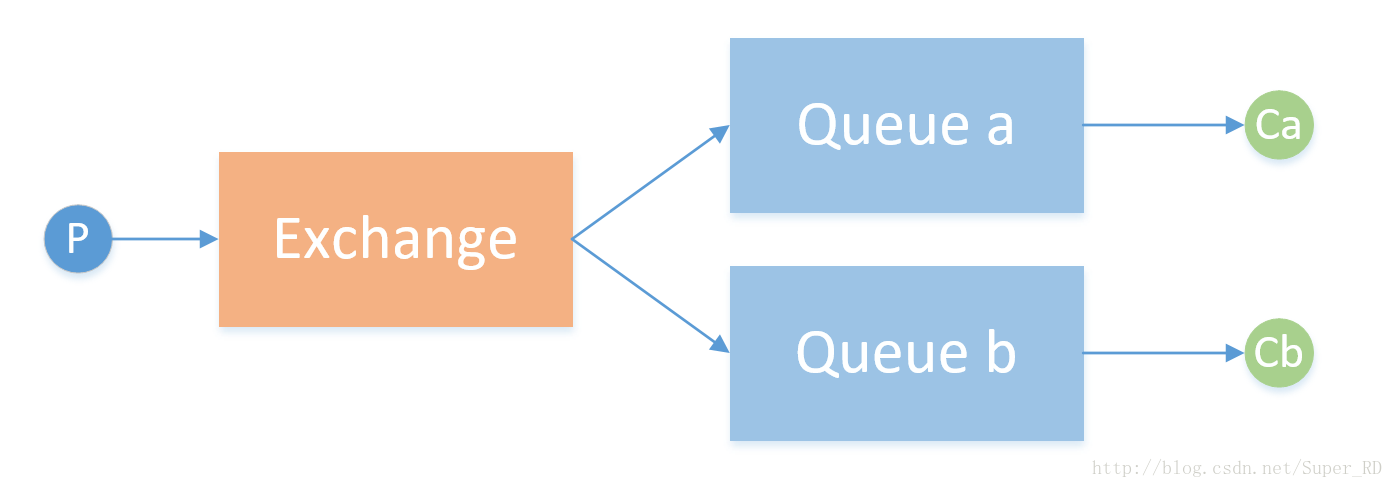 P
Exchange
Queue a
Ca
Queue b
Cb
http://blog.csdn.net/Super_RD